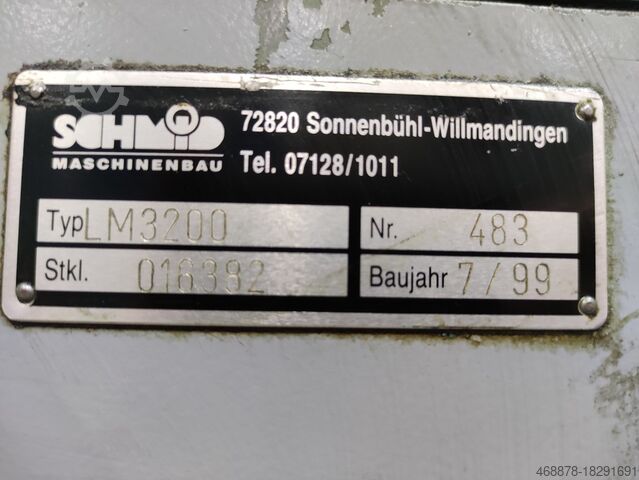 SCHMID
MASCHINENBAU
72820 Sonnenbühl-Willmandingen
Tel. 07128/1011
Typ LM3200
Nr. 483
Stkl. 016382
Baujahr 7/99
468878-18291691